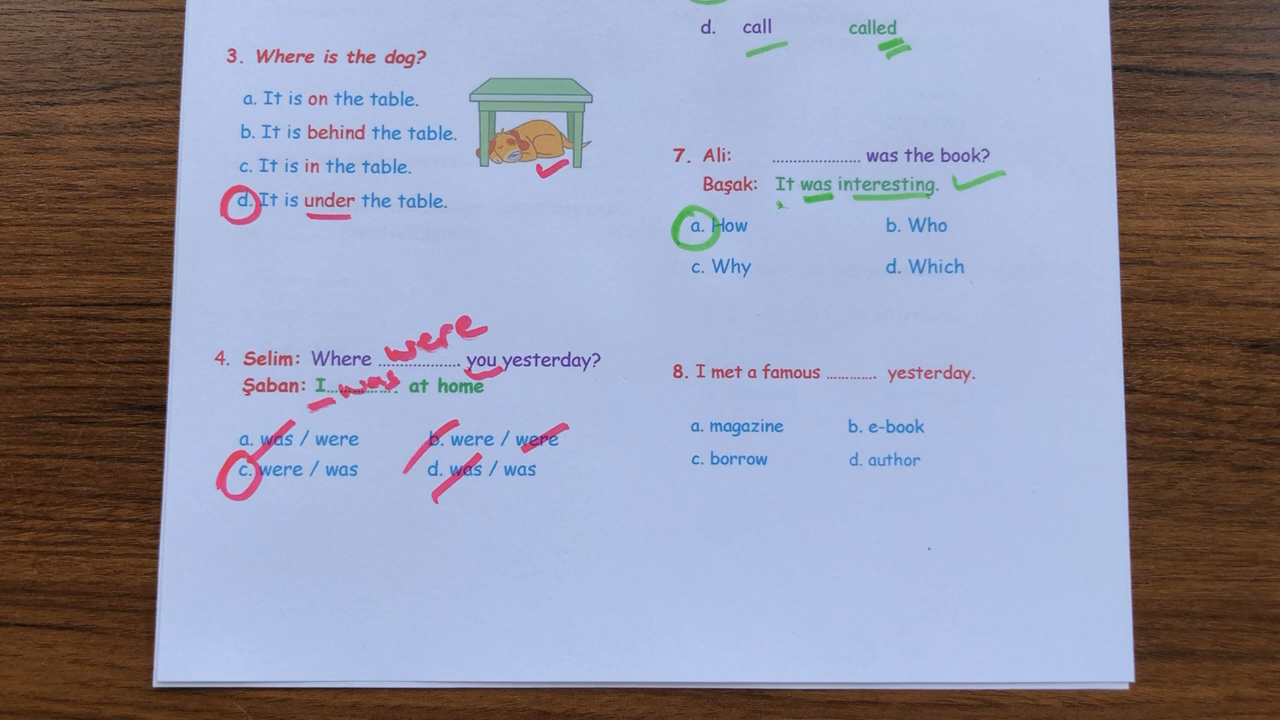 3. Where is the dog?
a. It is on the table.
b. It is behind the table.
c. It is in the table.
d. It is under the table.
4. Selim: Where .................. you yesterday?
were
Şaban: I............... at home
was
a. was / were
b. were / were
c. were / was
d. was / was
d. call called
7. Ali: ...................... was the book?
Başak: It was interesting.
a. How
b. Who
c. Why
d. Which
8. I met a famous ............ yesterday.
a. magazine
b. e-book
c. borrow
d. author